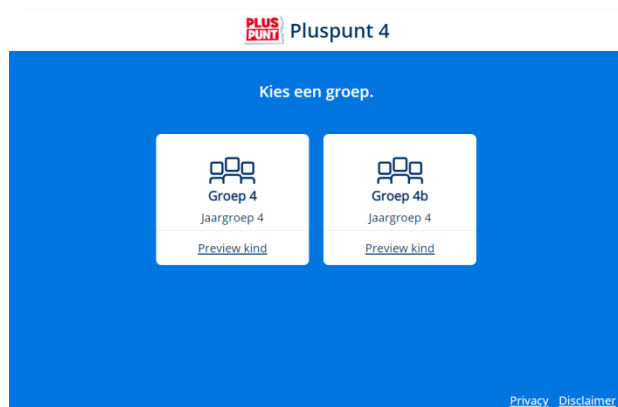 PLUS
PUNT
Pluspunt 4
Kies een groep.
Groep 4
Jaargroep 4
Preview kind
Groep 4b
Jaargroep 4
Preview kind
Privacy Disclaimer